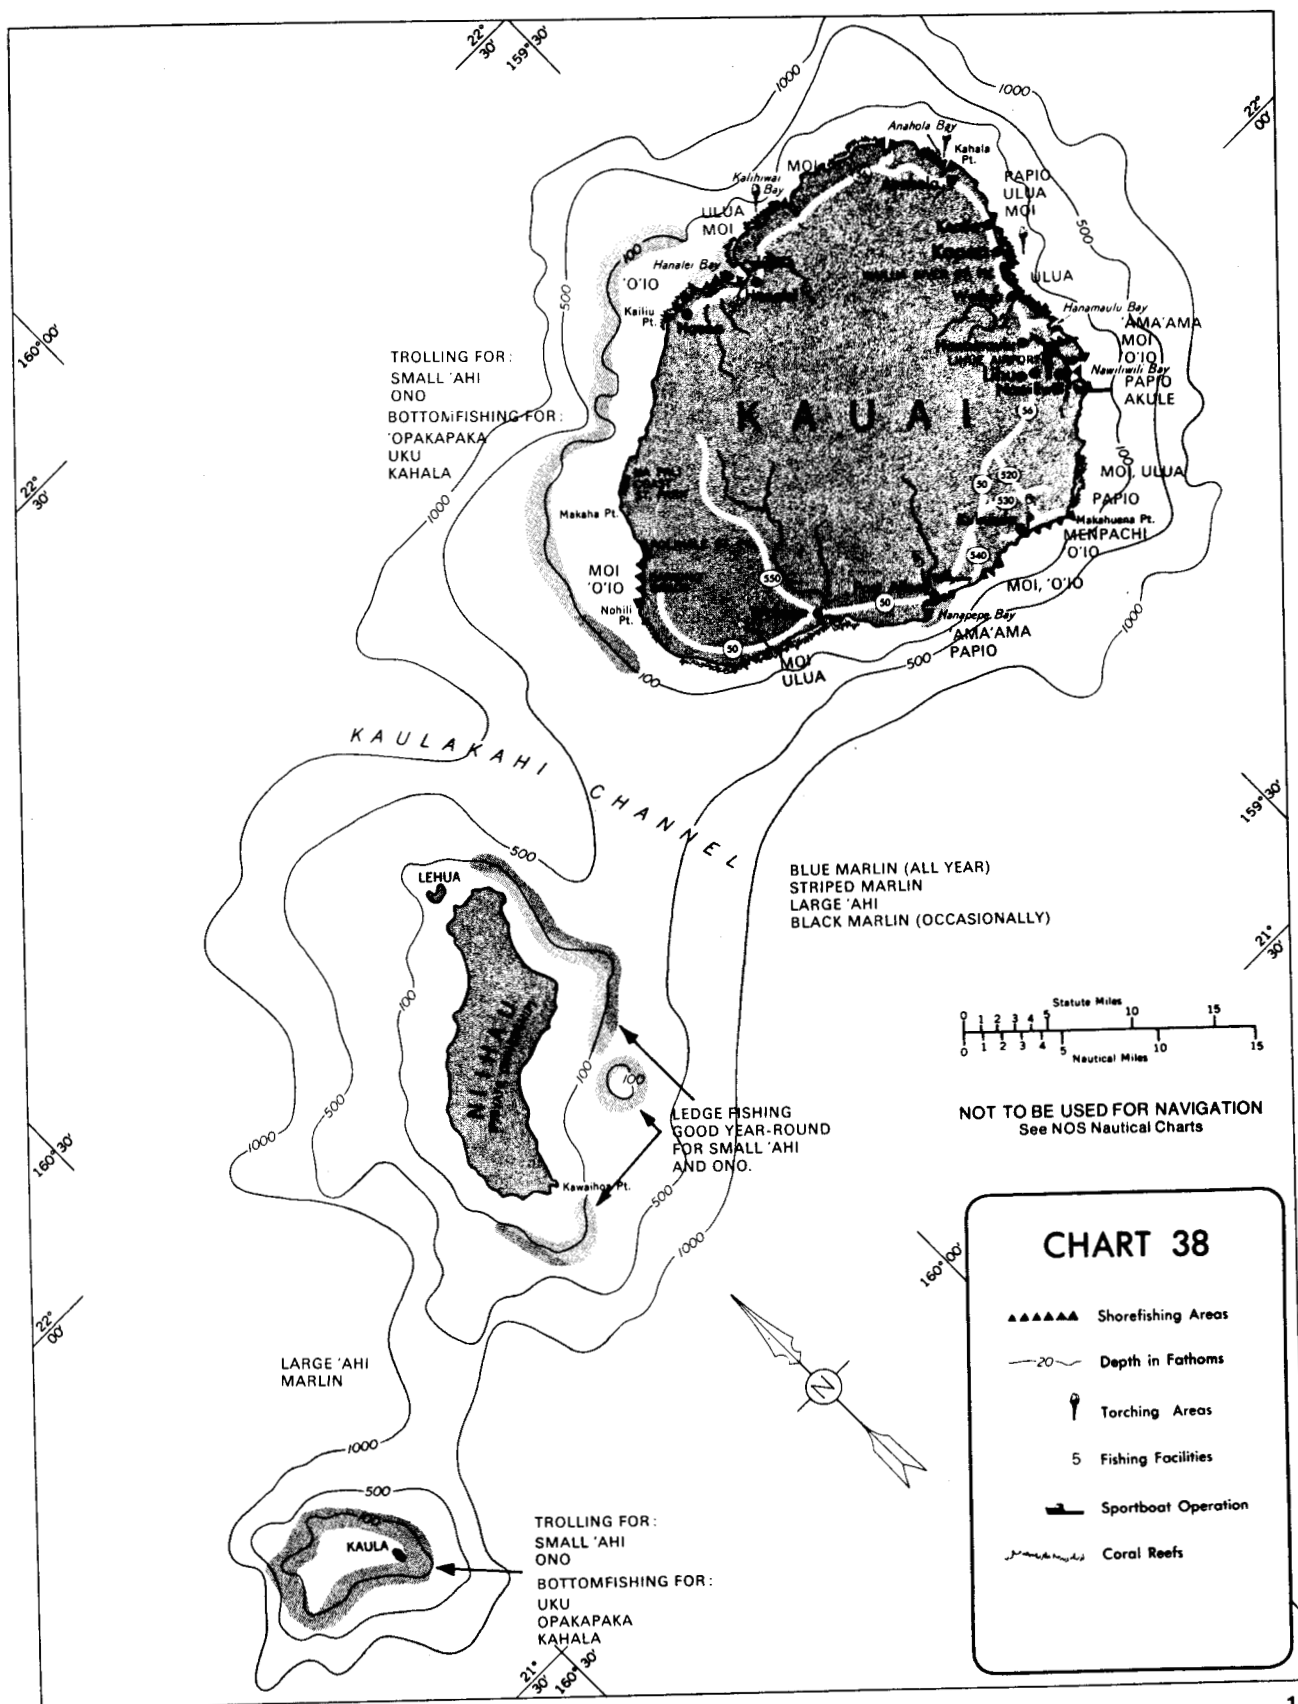 22° 30'
159° 30'
1000
1000
22° 00'
Anahola Bay
Kahala Pt.
MOI
Kalihiwai Bay
PAPIO
ULUA
MOI
ULUA
MOI
500
100
Hanalei Bay
ULUA
'O'IO
500
Kailiu Pt.
Hanamaulu Bay
'AMA'AMA
MOI
O'IO
Nawiliwili Bay
PAPIO
AKULE
160° 00'
TROLLING FOR:
SMALL 'AHI
ONO
BOTTOMFISHING FOR:
'OPAKAPAKA
UKU
KAHALA
KAUAI
LIHUE AIRPORT
56
100
MOI, ULUA
PAPIO
520
50
530
Makahuena Pt.
MENPACHI
O'IO
22° 30'
1000
NA PALI
COAST
ST. PARK
Makaha Pt.
540
MOI, 'O'IO
MOI
'O'IO
550
50
Nohili Pt.
Hanapepe Bay
'AMA'AMA
PAPIO
1000
50
MOI
ULUA
500
100
KAULAKAHI CHANNEL
159° 30'
500
LEHUA
BLUE MARLIN (ALL YEAR)
STRIPED MARLIN
LARGE 'AHI
BLACK MARLIN (OCCASIONALLY)
21° 30'
100
NIIHAU
100
100
Statute Miles
0 1 2 3 4 5 10 15
0 1 2 3 4 5 10 15
Nautical Miles
LEDGE FISHING
GOOD YEAR-ROUND
FOR SMALL 'AHI
AND ONO.
NOT TO BE USED FOR NAVIGATION
See NOS Nautical Charts
500
1000
160° 30'
Kawaihoa Pt.
500
1000
160° 00'
22° 00'
LARGE 'AHI
MARLIN
N
1000
500
100
KAULA
TROLLING FOR:
SMALL 'AHI
ONO
BOTTOMFISHING FOR:
UKU
OPAKAPAKA
KAHALA
21° 30'
160° 30'
CHART 38
Shorefishing Areas
20 Depth in Fathoms
Torching Areas
5 Fishing Facilities
Sportboat Operation
Coral Reefs